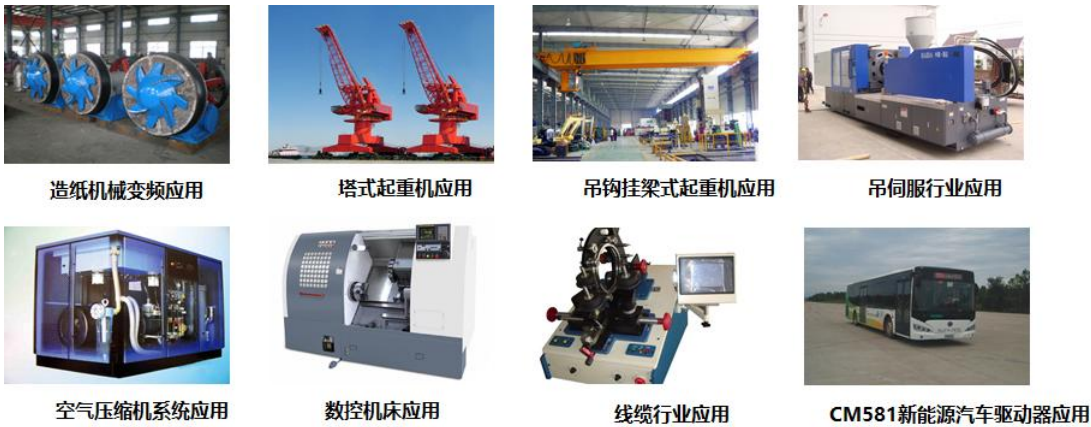 造纸机械变频应用
塔式起重机应用
吊钩挂梁式起重机应用
吊伺服行业应用
空气压缩机系统应用
数控机床应用
线缆行业应用
CM581新能源汽车驱动器应用